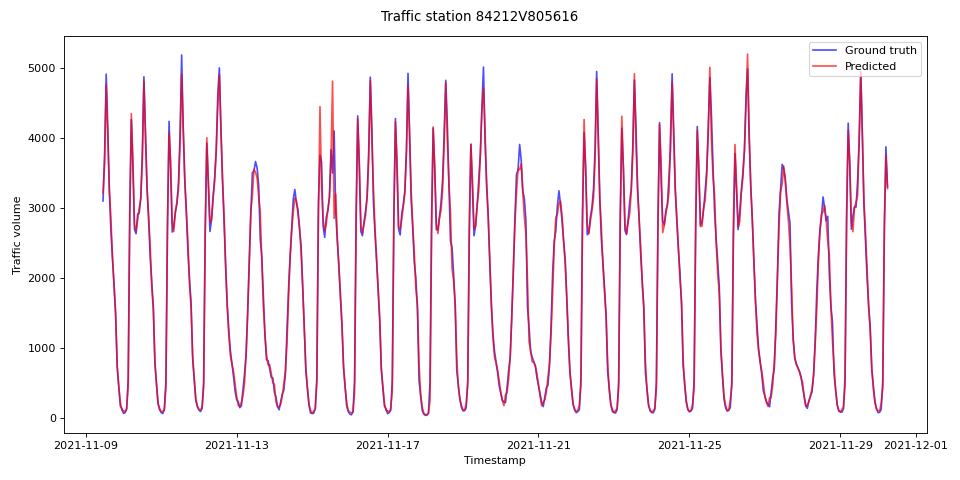 Traffic station 84212V805616
Ground truth
Predicted
Traffic volume
5000
4000
3000
2000
1000
0
2021-11-09
2021-11-13
2021-11-17
2021-11-21
2021-11-25
2021-11-29
2021-12-01
Timestamp